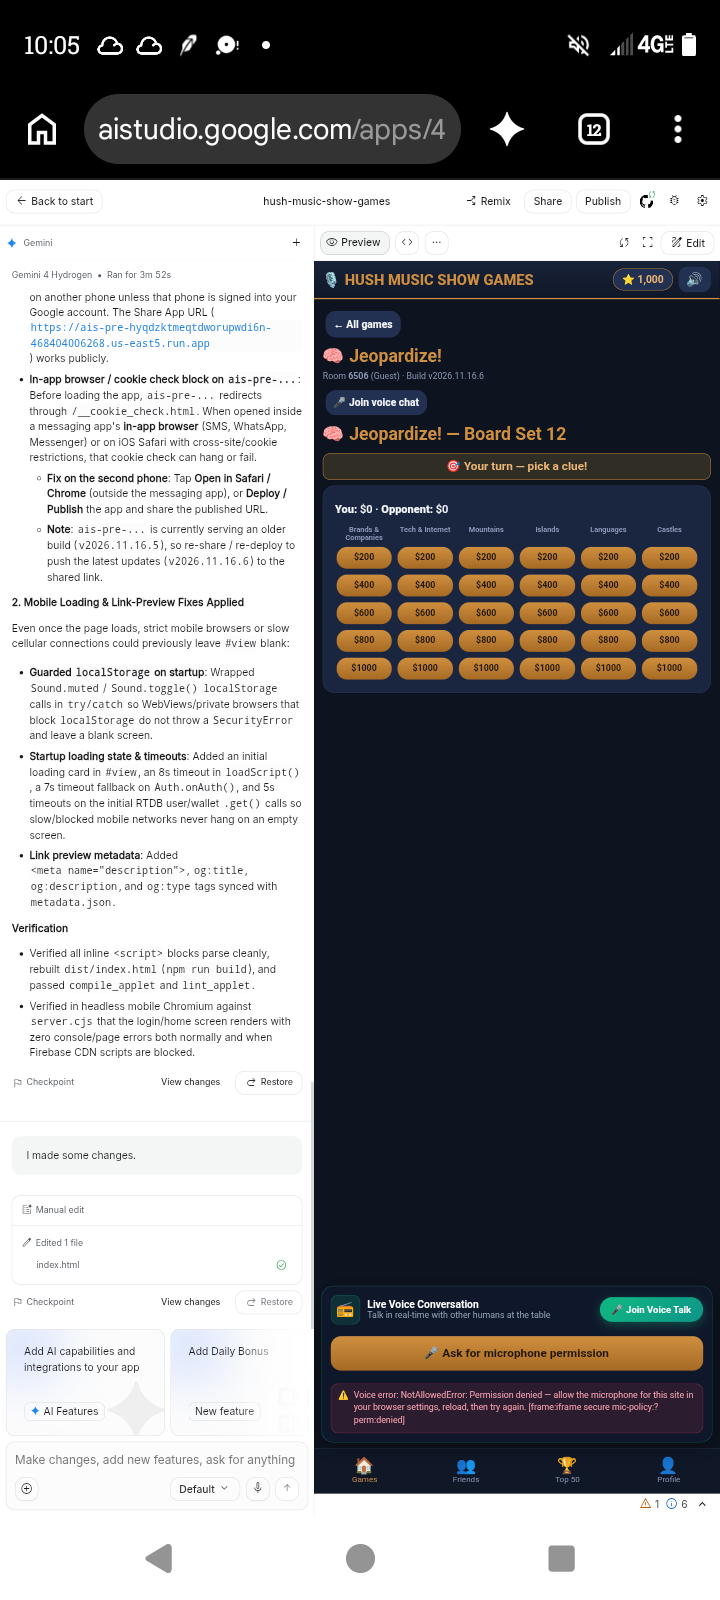 10:05
4G LTE
aistudio.google.com/apps/4
12
Back to start
hush-music-show-games
Remix
Share
Publish
Gemini
Preview
Edit
Gemini 4 Hydrogen • Ran for 3m 52s
on another phone unless that phone is signed into your
Google account. The Share App URL (
https://ais-pre-hyqdzktmeqtdworupwdi6n-
468404006268.us-east5.run.app
) works publicly.
• In-app browser / cookie check block on ais-pre-...:
Before loading the app, ais-pre-... redirects
through /__cookie_check.html. When opened inside
a messaging app's in-app browser (SMS, WhatsApp,
Messenger) or on iOS Safari with cross-site/cookie
restrictions, that cookie check can hang or fail.
Fix on the second phone: Tap Open in Safari /
Chrome (outside the messaging app), or Deploy /
Publish the app and share the published URL.
Note: ais-pre-... is currently serving an older
build (v2026.11.16.5), so re-share / re-deploy to
push the latest updates (v2026.11.16.6) to the
shared link.
2. Mobile Loading & Link-Preview Fixes Applied
Even once the page loads, strict mobile browsers or slow
cellular connections could previously leave #view blank:
• Guarded localStorage on startup: Wrapped
Sound.muted / Sound.toggle() localStorage
calls in try/catch so WebViews/private browsers that
block localStorage do not throw a SecurityError
and leave a blank screen.
• Startup loading state & timeouts: Added an initial
loading card in #view, an 8s timeout in loadScript()
, a 7s timeout fallback on Auth.onAuth(), and 5s
timeouts on the initial RTDB user/wallet .get() calls so
slow/blocked mobile networks never hang on an empty
screen.
• Link preview metadata: Added
<meta name="description">, og:title,
og:description, and og:type tags synced with
metadata.json.
Verification
• Verified all inline <script> blocks parse cleanly,
rebuilt dist/index.html (npm run build), and
passed compile_applet and lint_applet.
• Verified in headless mobile Chromium against
server.cjs that the login/home screen renders with
zero console/page errors both normally and when
Firebase CDN scripts are blocked.
Checkpoint
View changes
Restore
I made some changes.
Manual edit
Edited 1 file
index.html
Checkpoint
View changes
Restore
Add AI capabilities and
integrations to your app
AI Features
Add Daily Bonus
New feature
Make changes, add new features, ask for anything
Default
HUSH MUSIC SHOW GAMES
1,000
← All games
Jeopardize!
Room 6506 (Guest) · Build v2026.11.16.6
Join voice chat
Jeopardize! — Board Set 12
Your turn — pick a clue!
You: $0 · Opponent: $0
Brands &
Companies
Tech & Internet
Mountains
Islands
Languages
Castles
$200 $200 $200 $200 $200 $200
$400 $400 $400 $400 $400 $400
$600 $600 $600 $600 $600 $600
$800 $800 $800 $800 $800 $800
$1000 $1000 $1000 $1000 $1000 $1000
Live Voice Conversation
Talk in real-time with other humans at the table
Join Voice Talk
Ask for microphone permission
Voice error: NotAllowedError: Permission denied — allow the microphone for this site in
your browser settings, reload, then try again. [frame:iframe secure mic-policy:?
perm:denied]
Games
Friends
Top 50
Profile
1
6